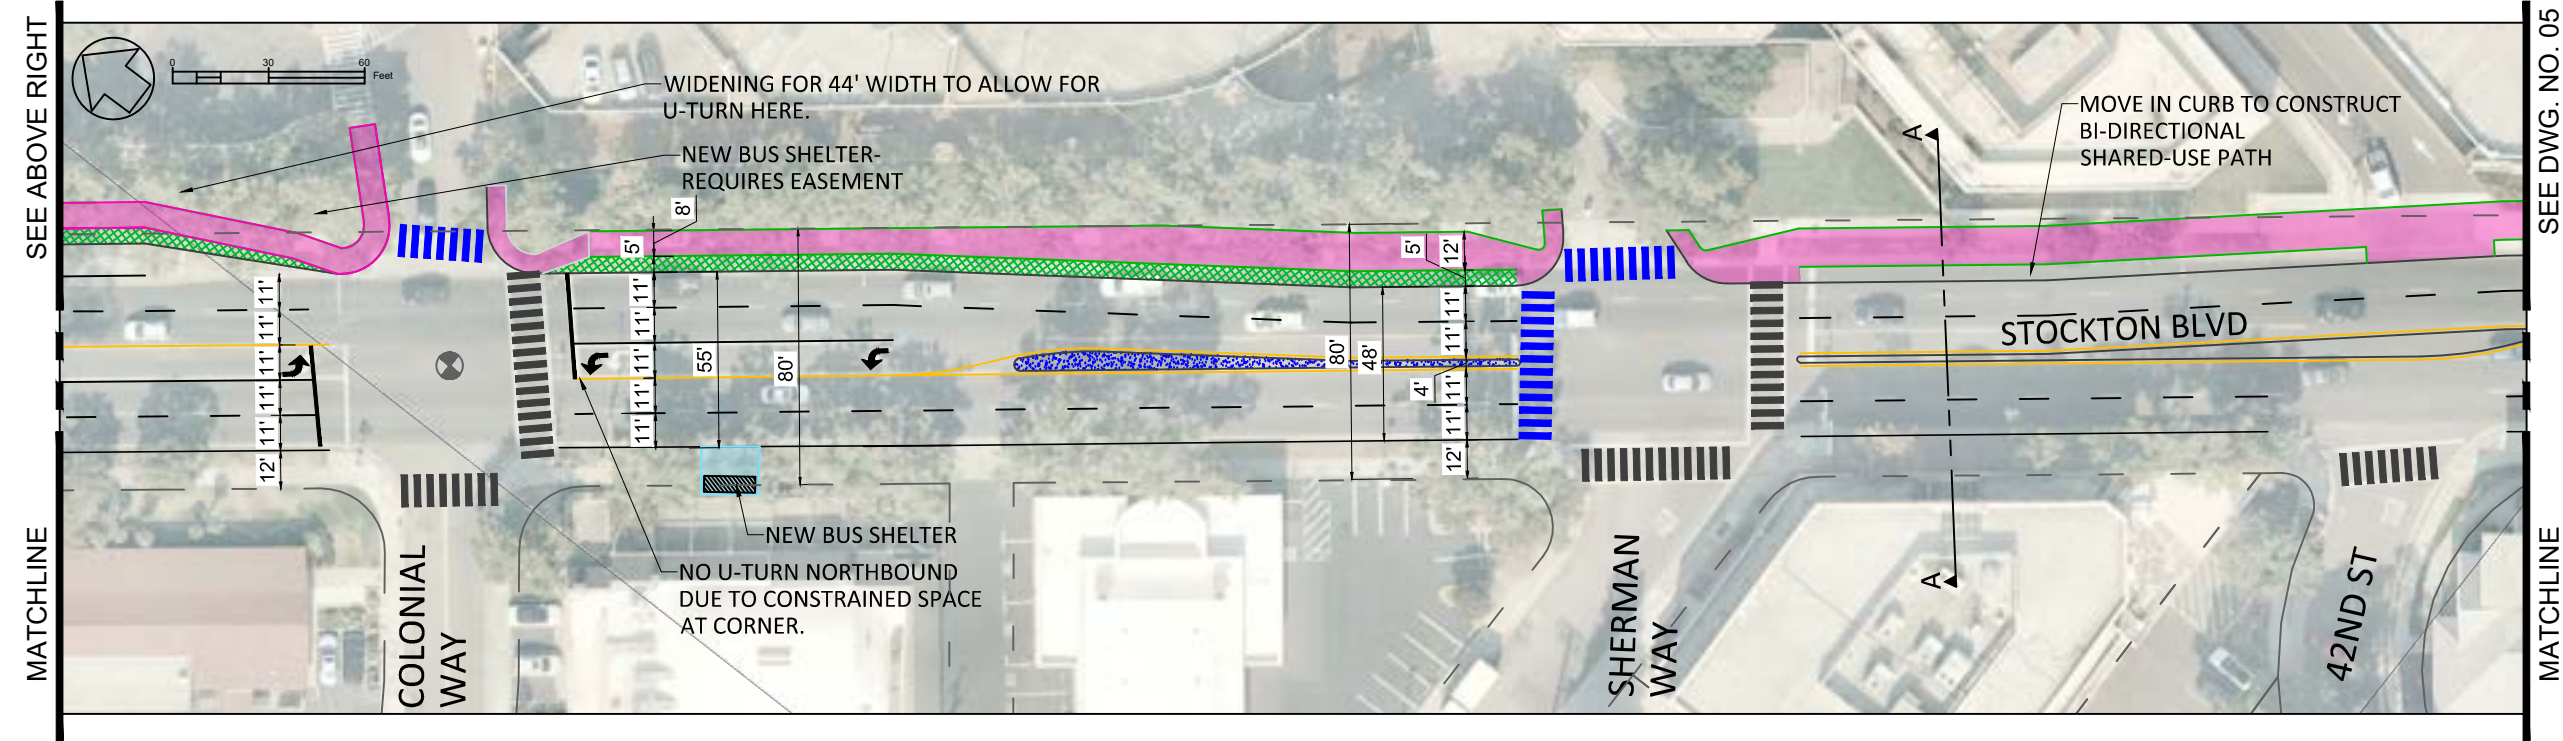 SEE ABOVE RIGHT
MATCHLINE
0
30
60
Feet
WIDENING FOR 44' WIDTH TO ALLOW FOR
U-TURN HERE.
NEW BUS SHELTER-
REQUIRES EASEMENT
MOVE IN CURB TO CONSTRUCT
BI-DIRECTIONAL
SHARED-USE PATH
A
A
8'
5'
5'
12'
11'
11'
11'
11'
11'
12'
11'
11'
11'
11'
11'
55'
80'
80'
48'
11'
11'
4'
11'
11'
12'
STOCKTON BLVD
NEW BUS SHELTER
NO U-TURN NORTHBOUND
DUE TO CONSTRAINED SPACE
AT CORNER.
COLONIAL
WAY
SHERMAN
WAY
42ND ST
SEE DWG. NO. 05
MATCHLINE